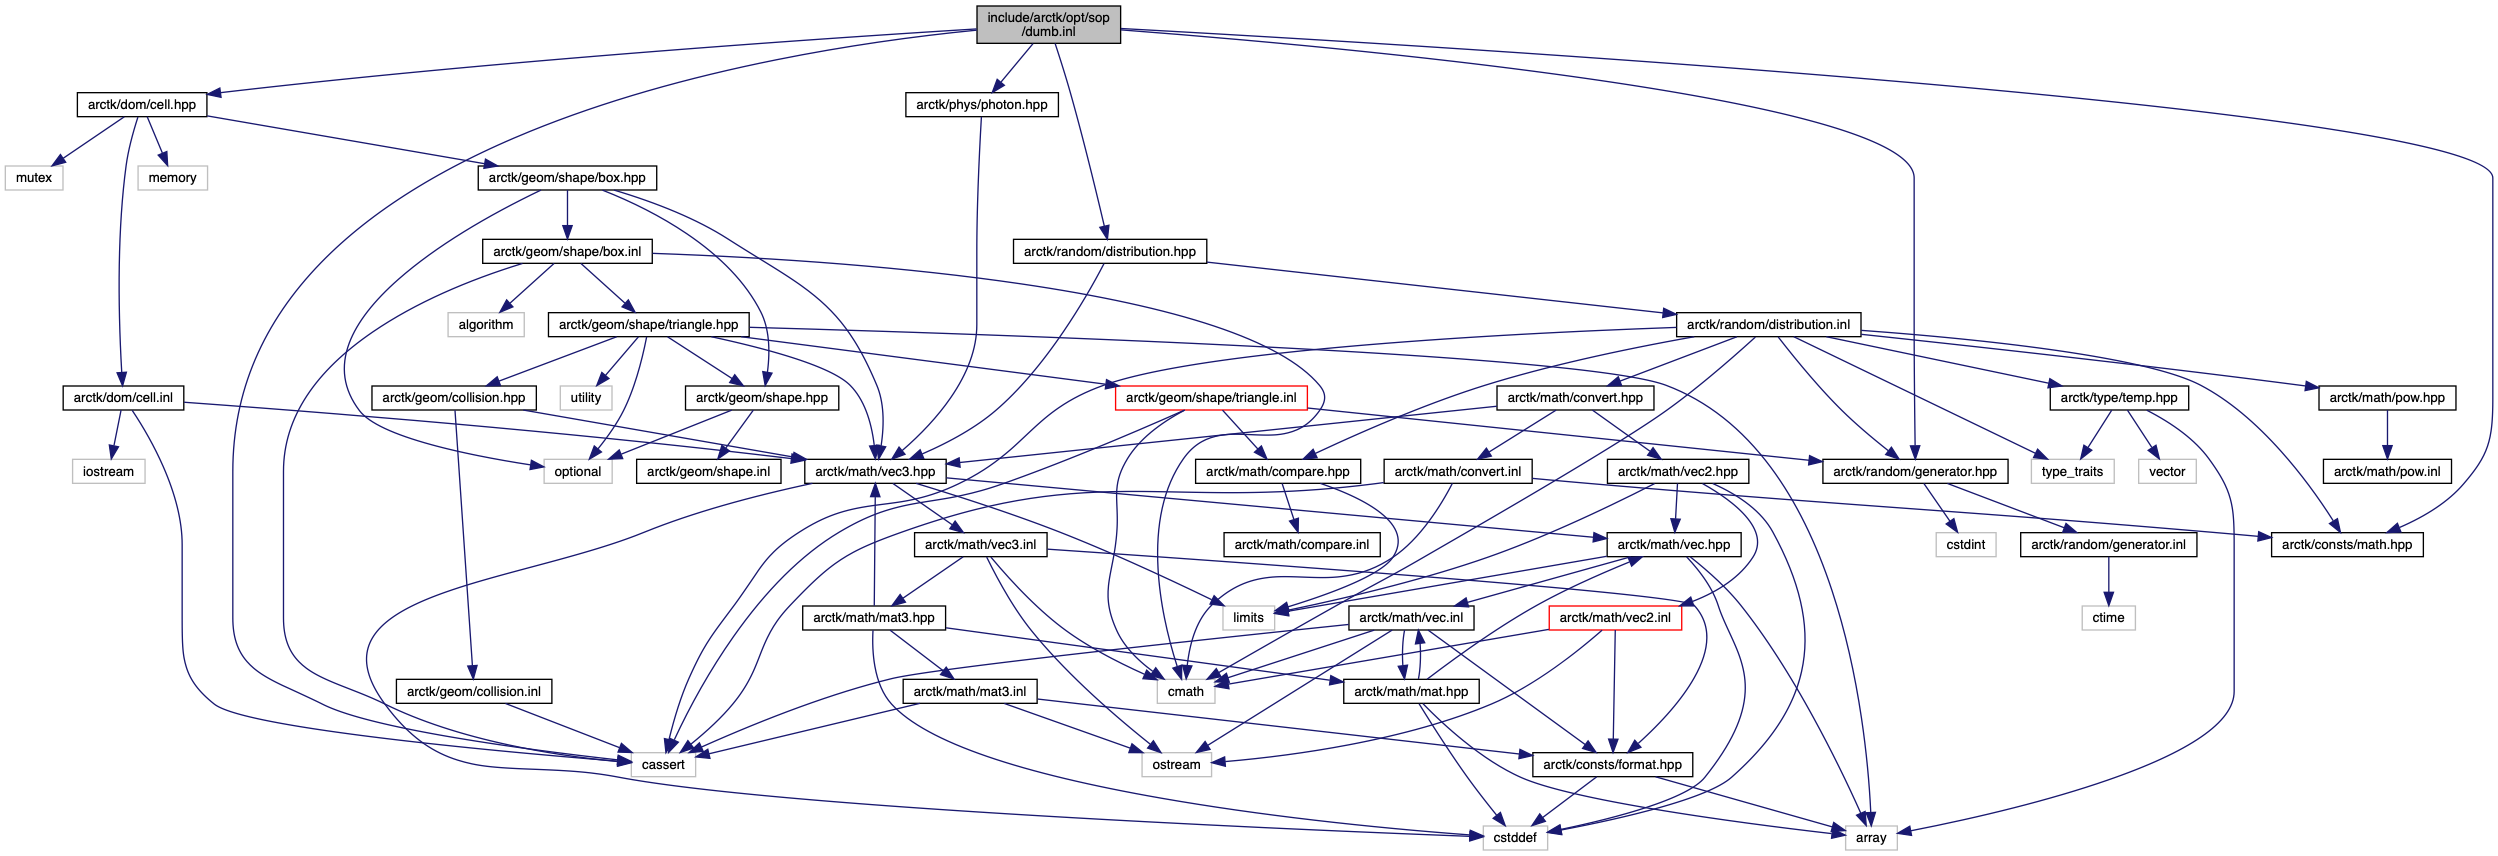 include/arctk/opt/sop
/dumb.inl
arctk/dom/cell.hpp
arctk/phys/photon.hpp
mutex
memory
arctk/geom/shape/box.hpp
arctk/geom/shape/box.inl
arctk/random/distribution.hpp
algorithm
arctk/geom/shape/triangle.hpp
arctk/random/distribution.inl
arctk/dom/cell.inl
arctk/geom/collision.hpp
utility
arctk/geom/shape.hpp
arctk/geom/shape/triangle.inl
arctk/math/convert.hpp
arctk/type/temp.hpp
arctk/math/pow.hpp
iostream
optional
arctk/geom/shape.inl
arctk/math/vec3.hpp
arctk/math/compare.hpp
arctk/math/convert.inl
arctk/math/vec2.hpp
arctk/random/generator.hpp
type_traits
vector
arctk/math/pow.inl
arctk/math/vec3.inl
arctk/math/compare.inl
arctk/math/vec.hpp
cstdint
arctk/random/generator.inl
arctk/consts/math.hpp
arctk/math/mat3.hpp
limits
arctk/math/vec.inl
arctk/math/vec2.inl
ctime
arctk/geom/collision.inl
arctk/math/mat3.inl
cmath
arctk/math/mat.hpp
cassert
ostream
arctk/consts/format.hpp
cstddef
array